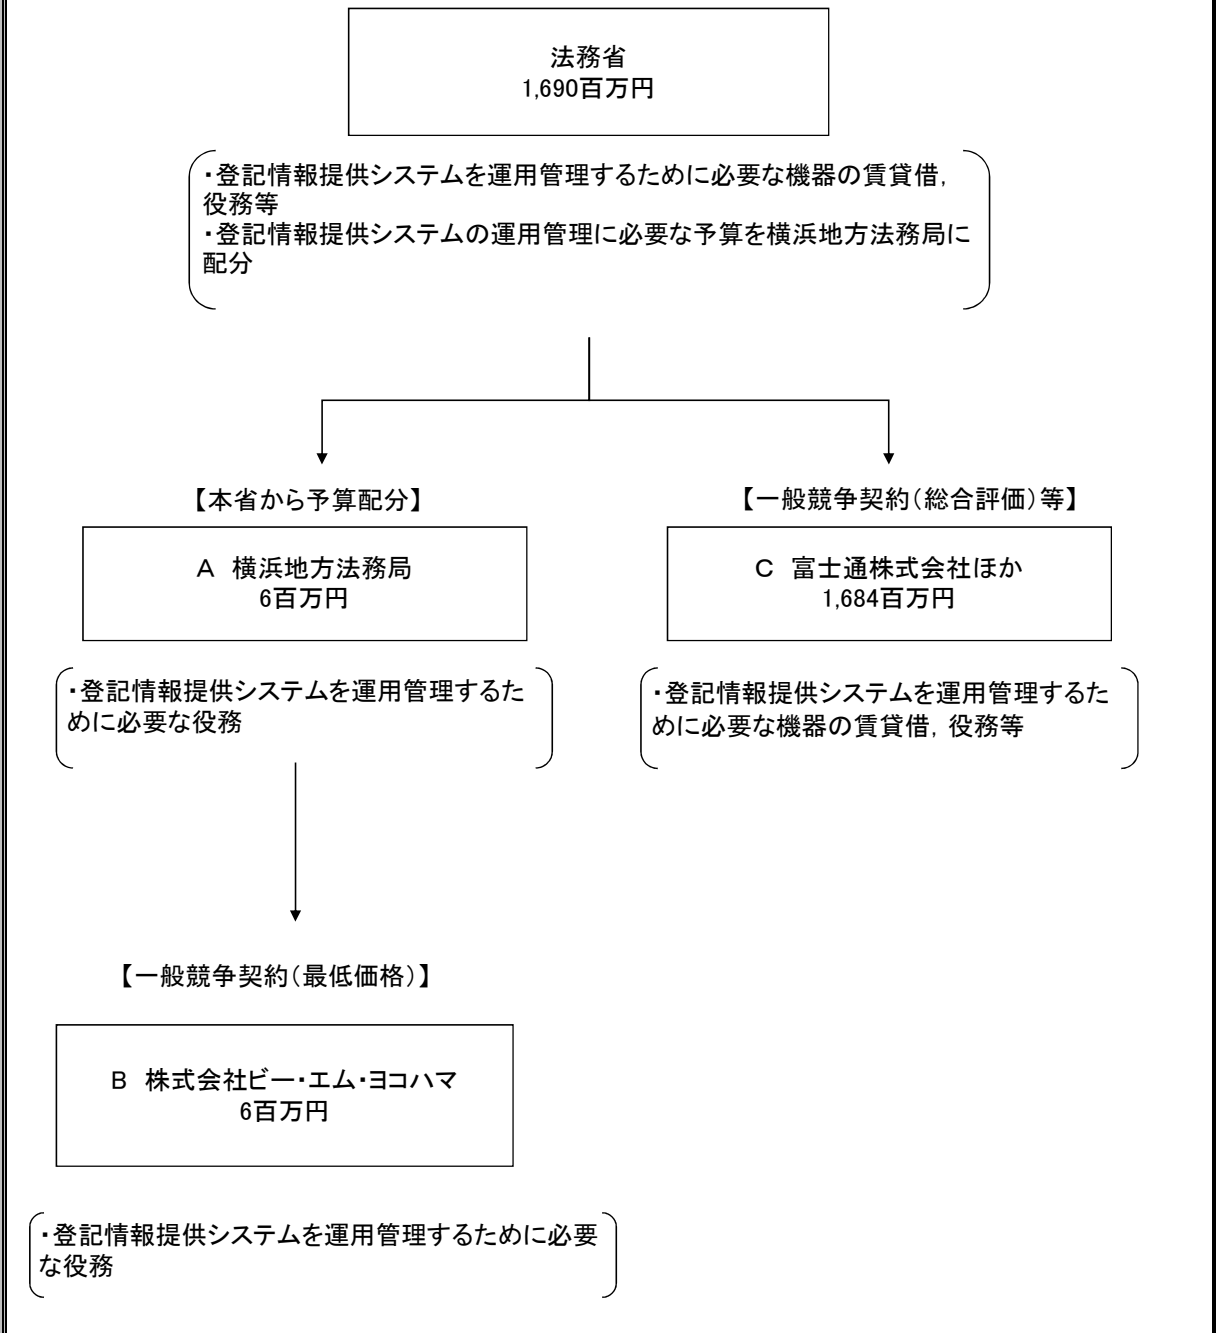 法務省
1,690百万円
・登記情報提供システムを運用管理するために必要な機器の賃貸借,
役務等
・登記情報提供システムの運用管理に必要な予算を横浜地方法務局に
配分
【本省から予算配分】
【一般競争契約(総合評価)等】
A 横浜地方法務局
6百万円
C 富士通株式会社ほか
1,684百万円
・登記情報提供システムを運用管理するた
めに必要な役務
・登記情報提供システムを運用管理するた
めに必要な機器の賃貸借, 役務等
【一般競争契約(最低価格)】
B 株式会社ビー・エム・ヨコハマ
6百万円
・登記情報提供システムを運用管理するために必要
な役務